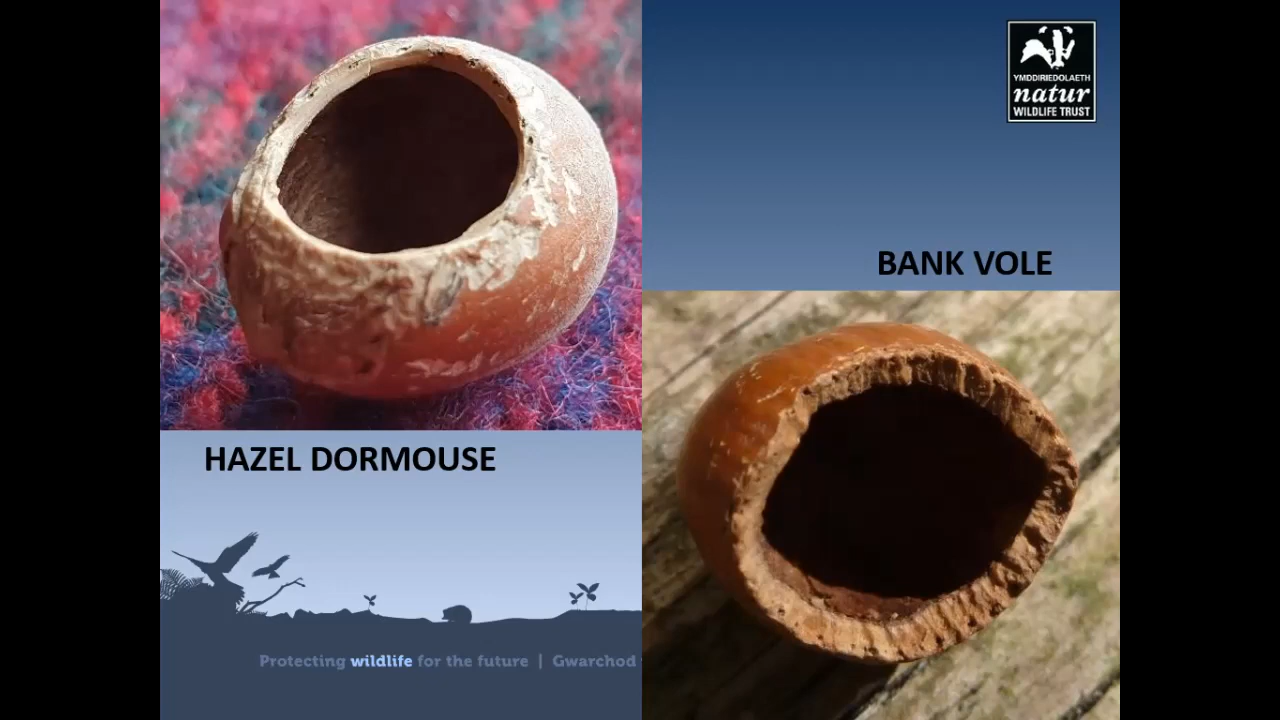 YMDDIRIEDOLAETH
natur
WILDLIFE TRUST
BANK VOLE
HAZEL DORMOUSE
Protecting wildlife for the future | Gwarchod